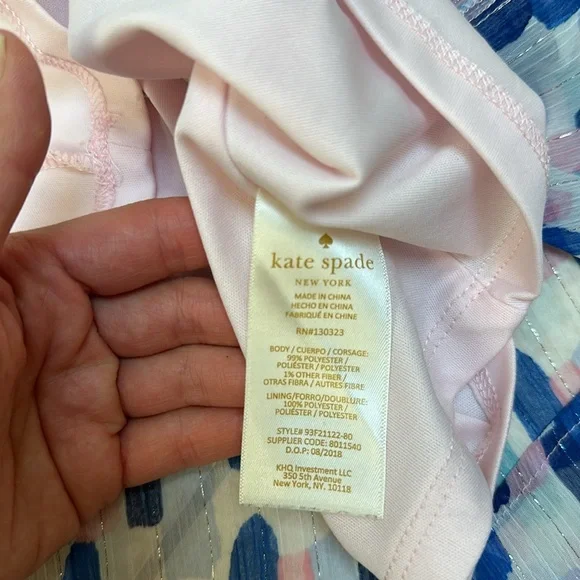 kate spade
NEW YORK
MADE IN CHINA
HECHO EN CHINA
FABRIQUÉ EN CHINE
RN#130323
BODY / CUERPO / CORSAGE:
99% POLYESTER /
POLIÉSTER / POLYESTER
1% OTHER FIBER /
OTRAS FIBRA / AUTRES FIBRE
LINING/FORRO/DOUBLURE:
100% POLYESTER /
POLIÉSTER / POLYESTER
STYLE# 93F21122-80
SUPPLIER CODE: 8011540
D.O.P: 08/2018
KHQ Investment LLC
350 5th Avenue
New York, NY, 10118